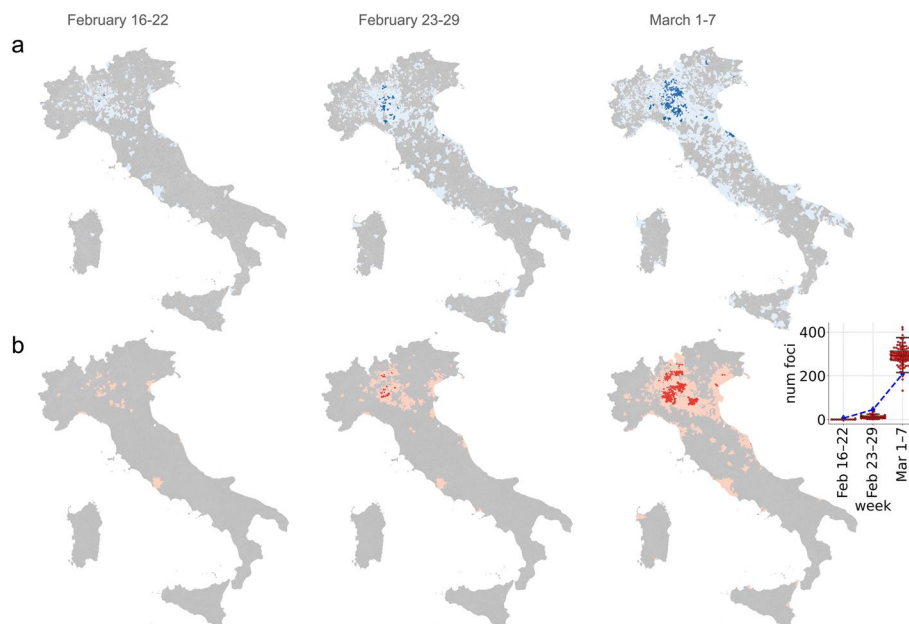 February 16-22
February 23-29
March 1-7
a
b
num foci
400
200
0
Feb 16–22
Feb 23–29
Mar 1–7
week